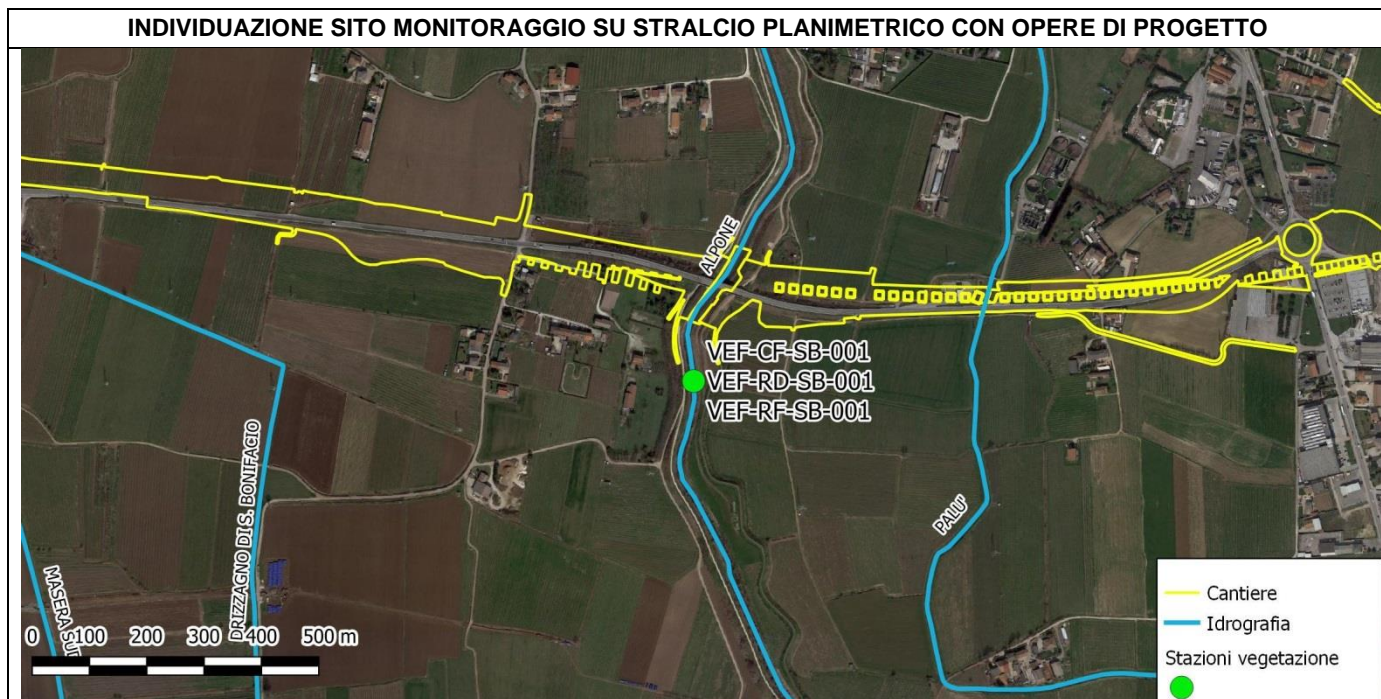 INDIVIDUAZIONE SITO MONITORAGGIO SU STRALCIO PLANIMETRICO CON OPERE DI PROGETTO
ALPONE
VEF-CF-SB-001
VEF-RD-SB-001
VEF-RF-SB-001
DRIZZAGNO DI S. BONIFACIO
PALU'
MASERA
0 100 200 300 400 500 m
Cantiere
Idrografia
Stazioni vegetazione